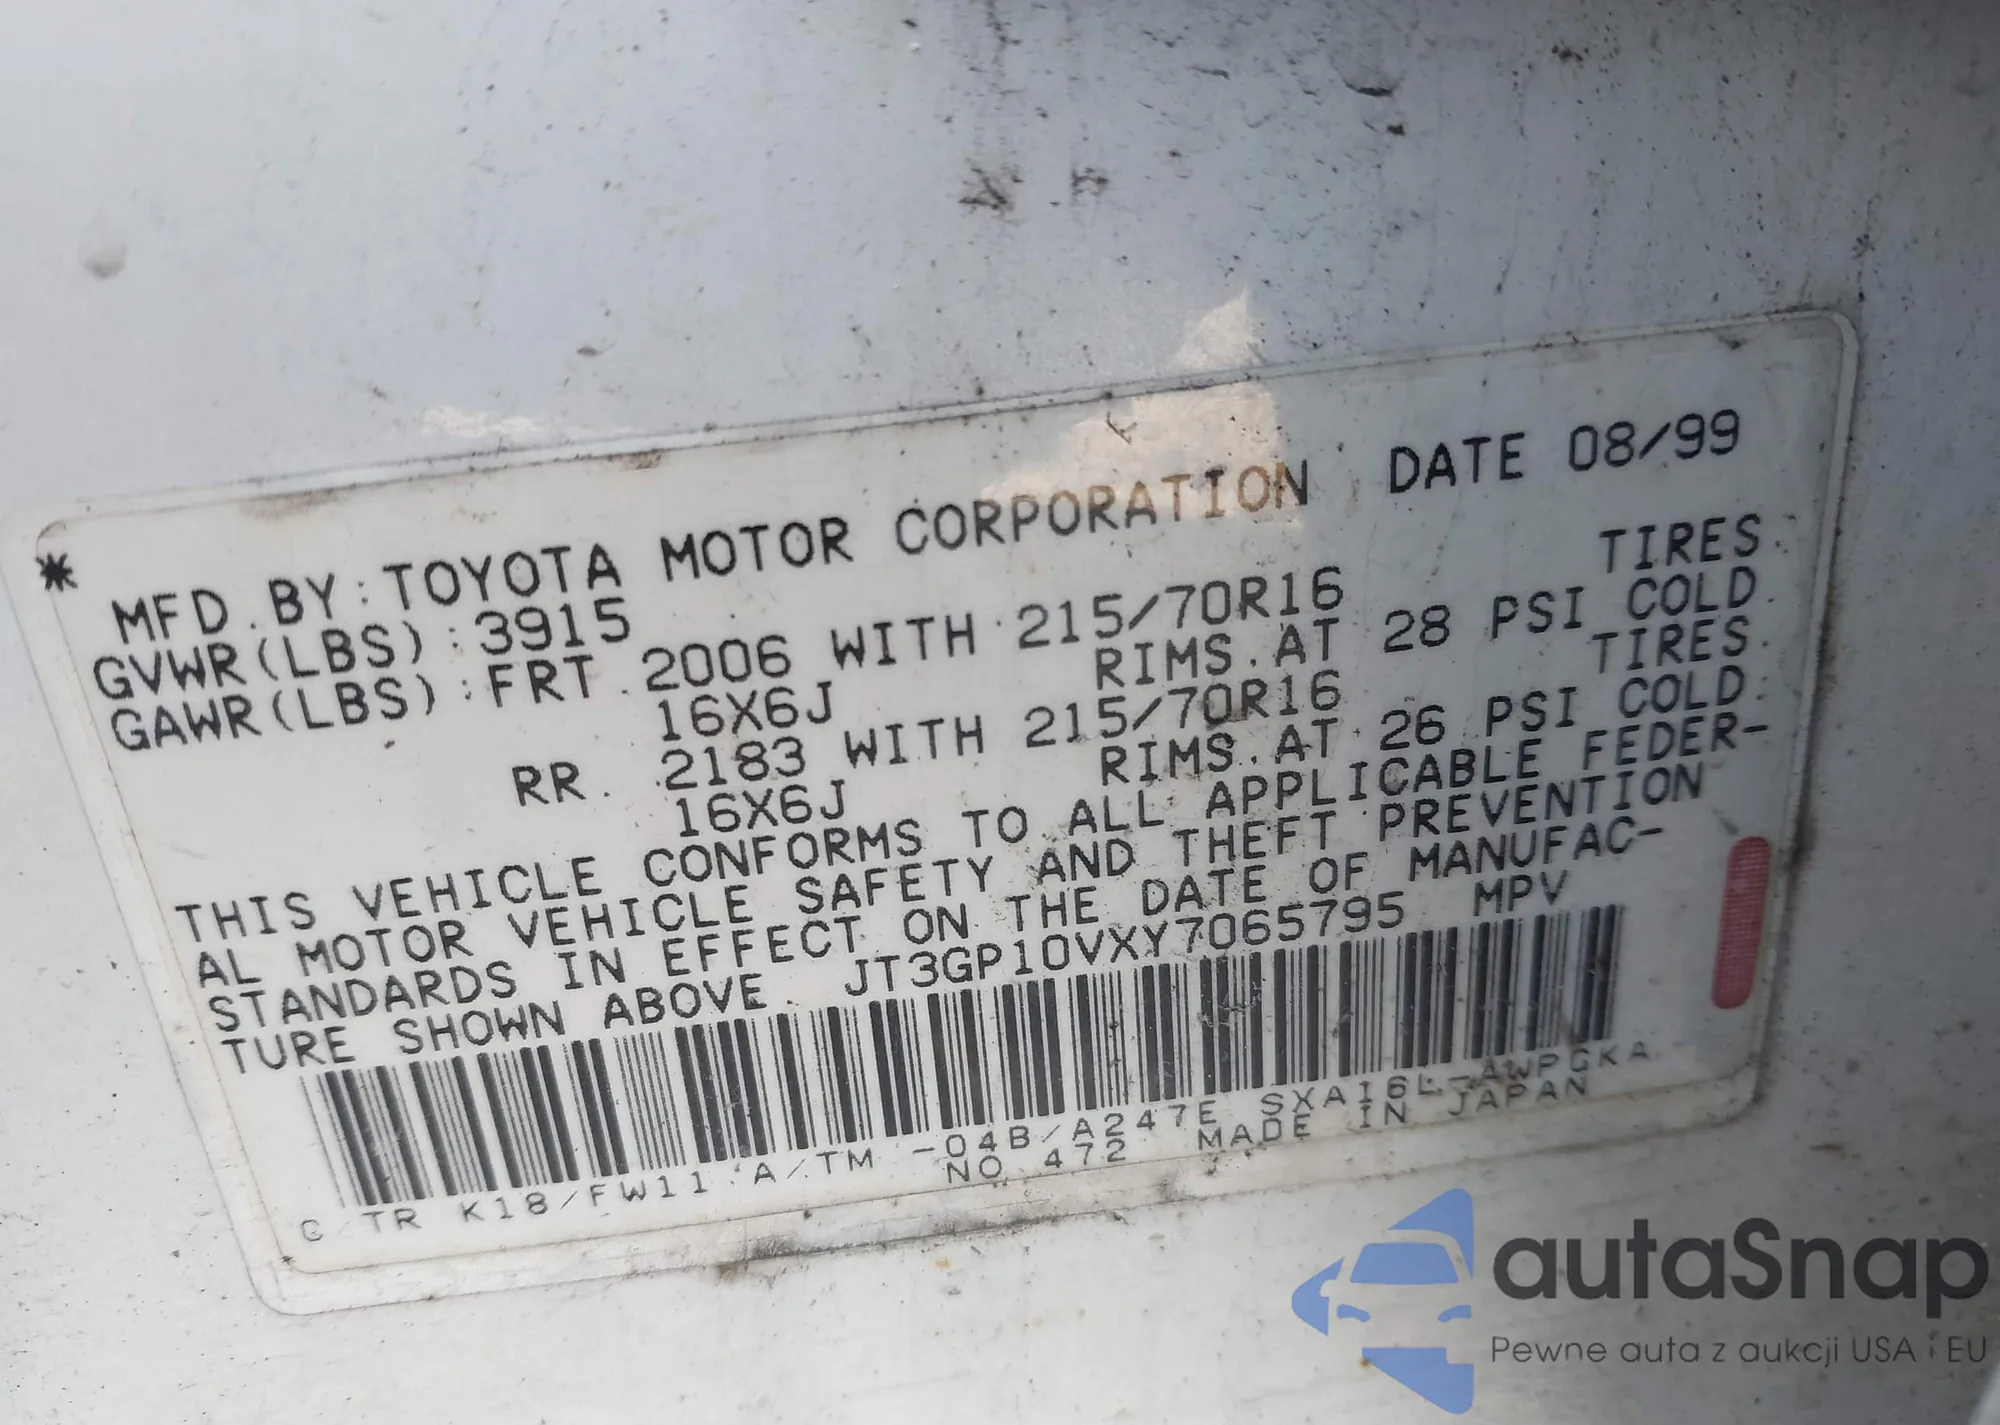 * MFD.BY:TOYOTA MOTOR CORPORATION DATE 08/99
GVWR(LBS):3915
GAWR(LBS):FRT. 2006 WITH 215/70R16 TIRES.
16X6J RIMS.AT 28 PSI COLD.
RR. 2183 WITH 215/70R16 TIRES.
16X6J RIMS.AT 26 PSI COLD.
THIS VEHICLE CONFORMS TO ALL APPLICABLE FEDER-
AL MOTOR VEHICLE SAFETY AND THEFT PREVENTION
STANDARDS IN EFFECT ON THE DATE OF MANUFAC-
TURE SHOWN ABOVE. JT3GP10VXY7065795 MPV
C/TR K18/FW11 A/TM -04B/A247E SXA16L-AWPGKA
NO.472 MADE IN JAPAN
autaSnap
Pewne auta z aukcji USA i EU